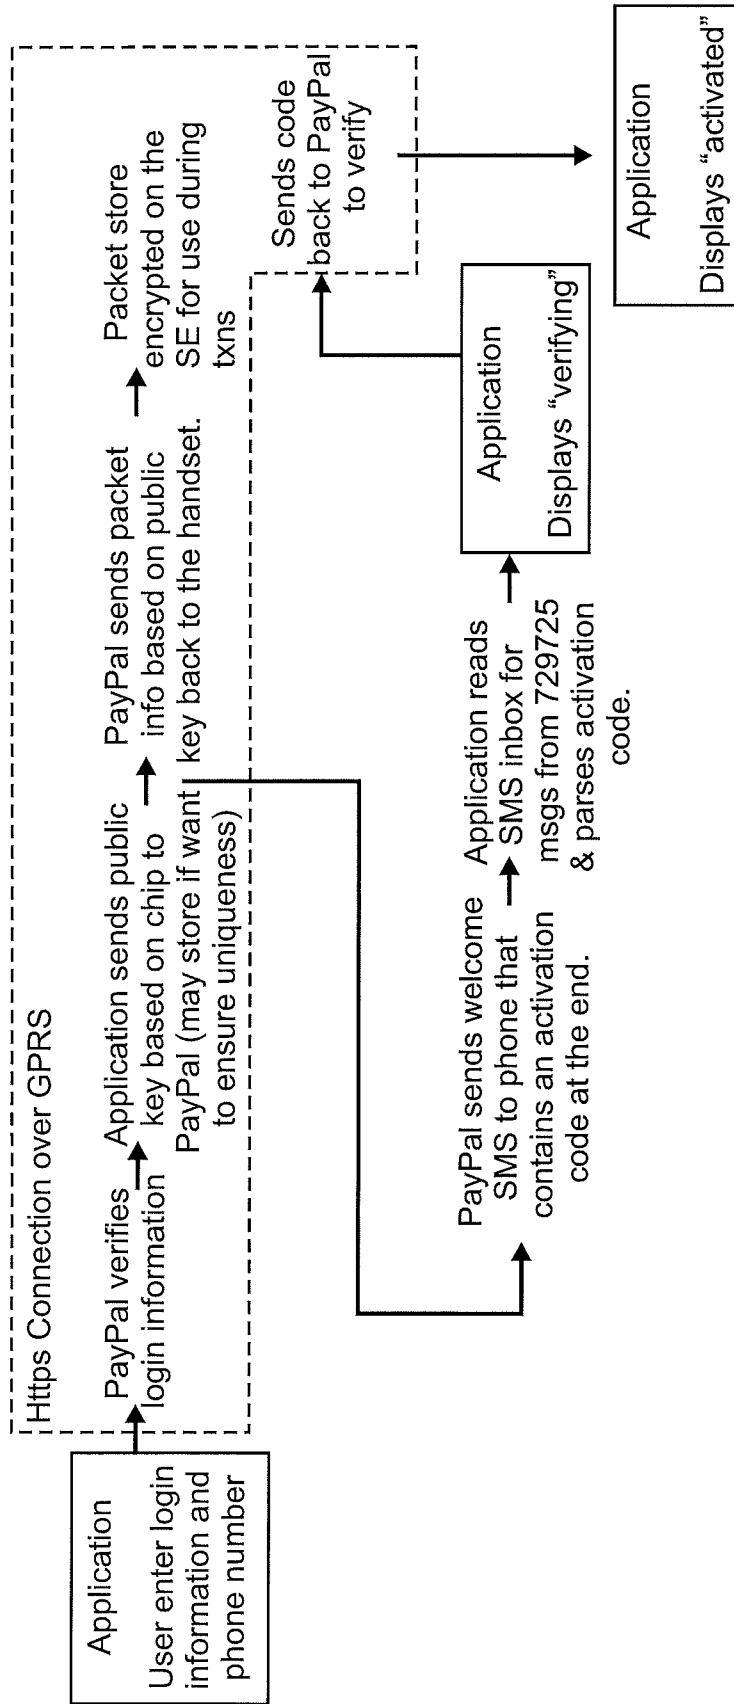 Application
User enter login
information and
phone number
Https Connection over GPRS
PayPal verifies
login information
Application sends public
key based on chip to
PayPal (may store if want
to ensure uniqueness)
PayPal sends packet
info based on public
key back to the handset.
Packet store
encrypted on the
SE for use during
txns
PayPal sends welcome
SMS to phone that
contains an activation
code at the end.
Application reads
SMS inbox for
msgs from 729725
& parses activation
code.
Application
Displays “verifying”
Sends code
back to PayPal
to verify
Application
Displays “activated”